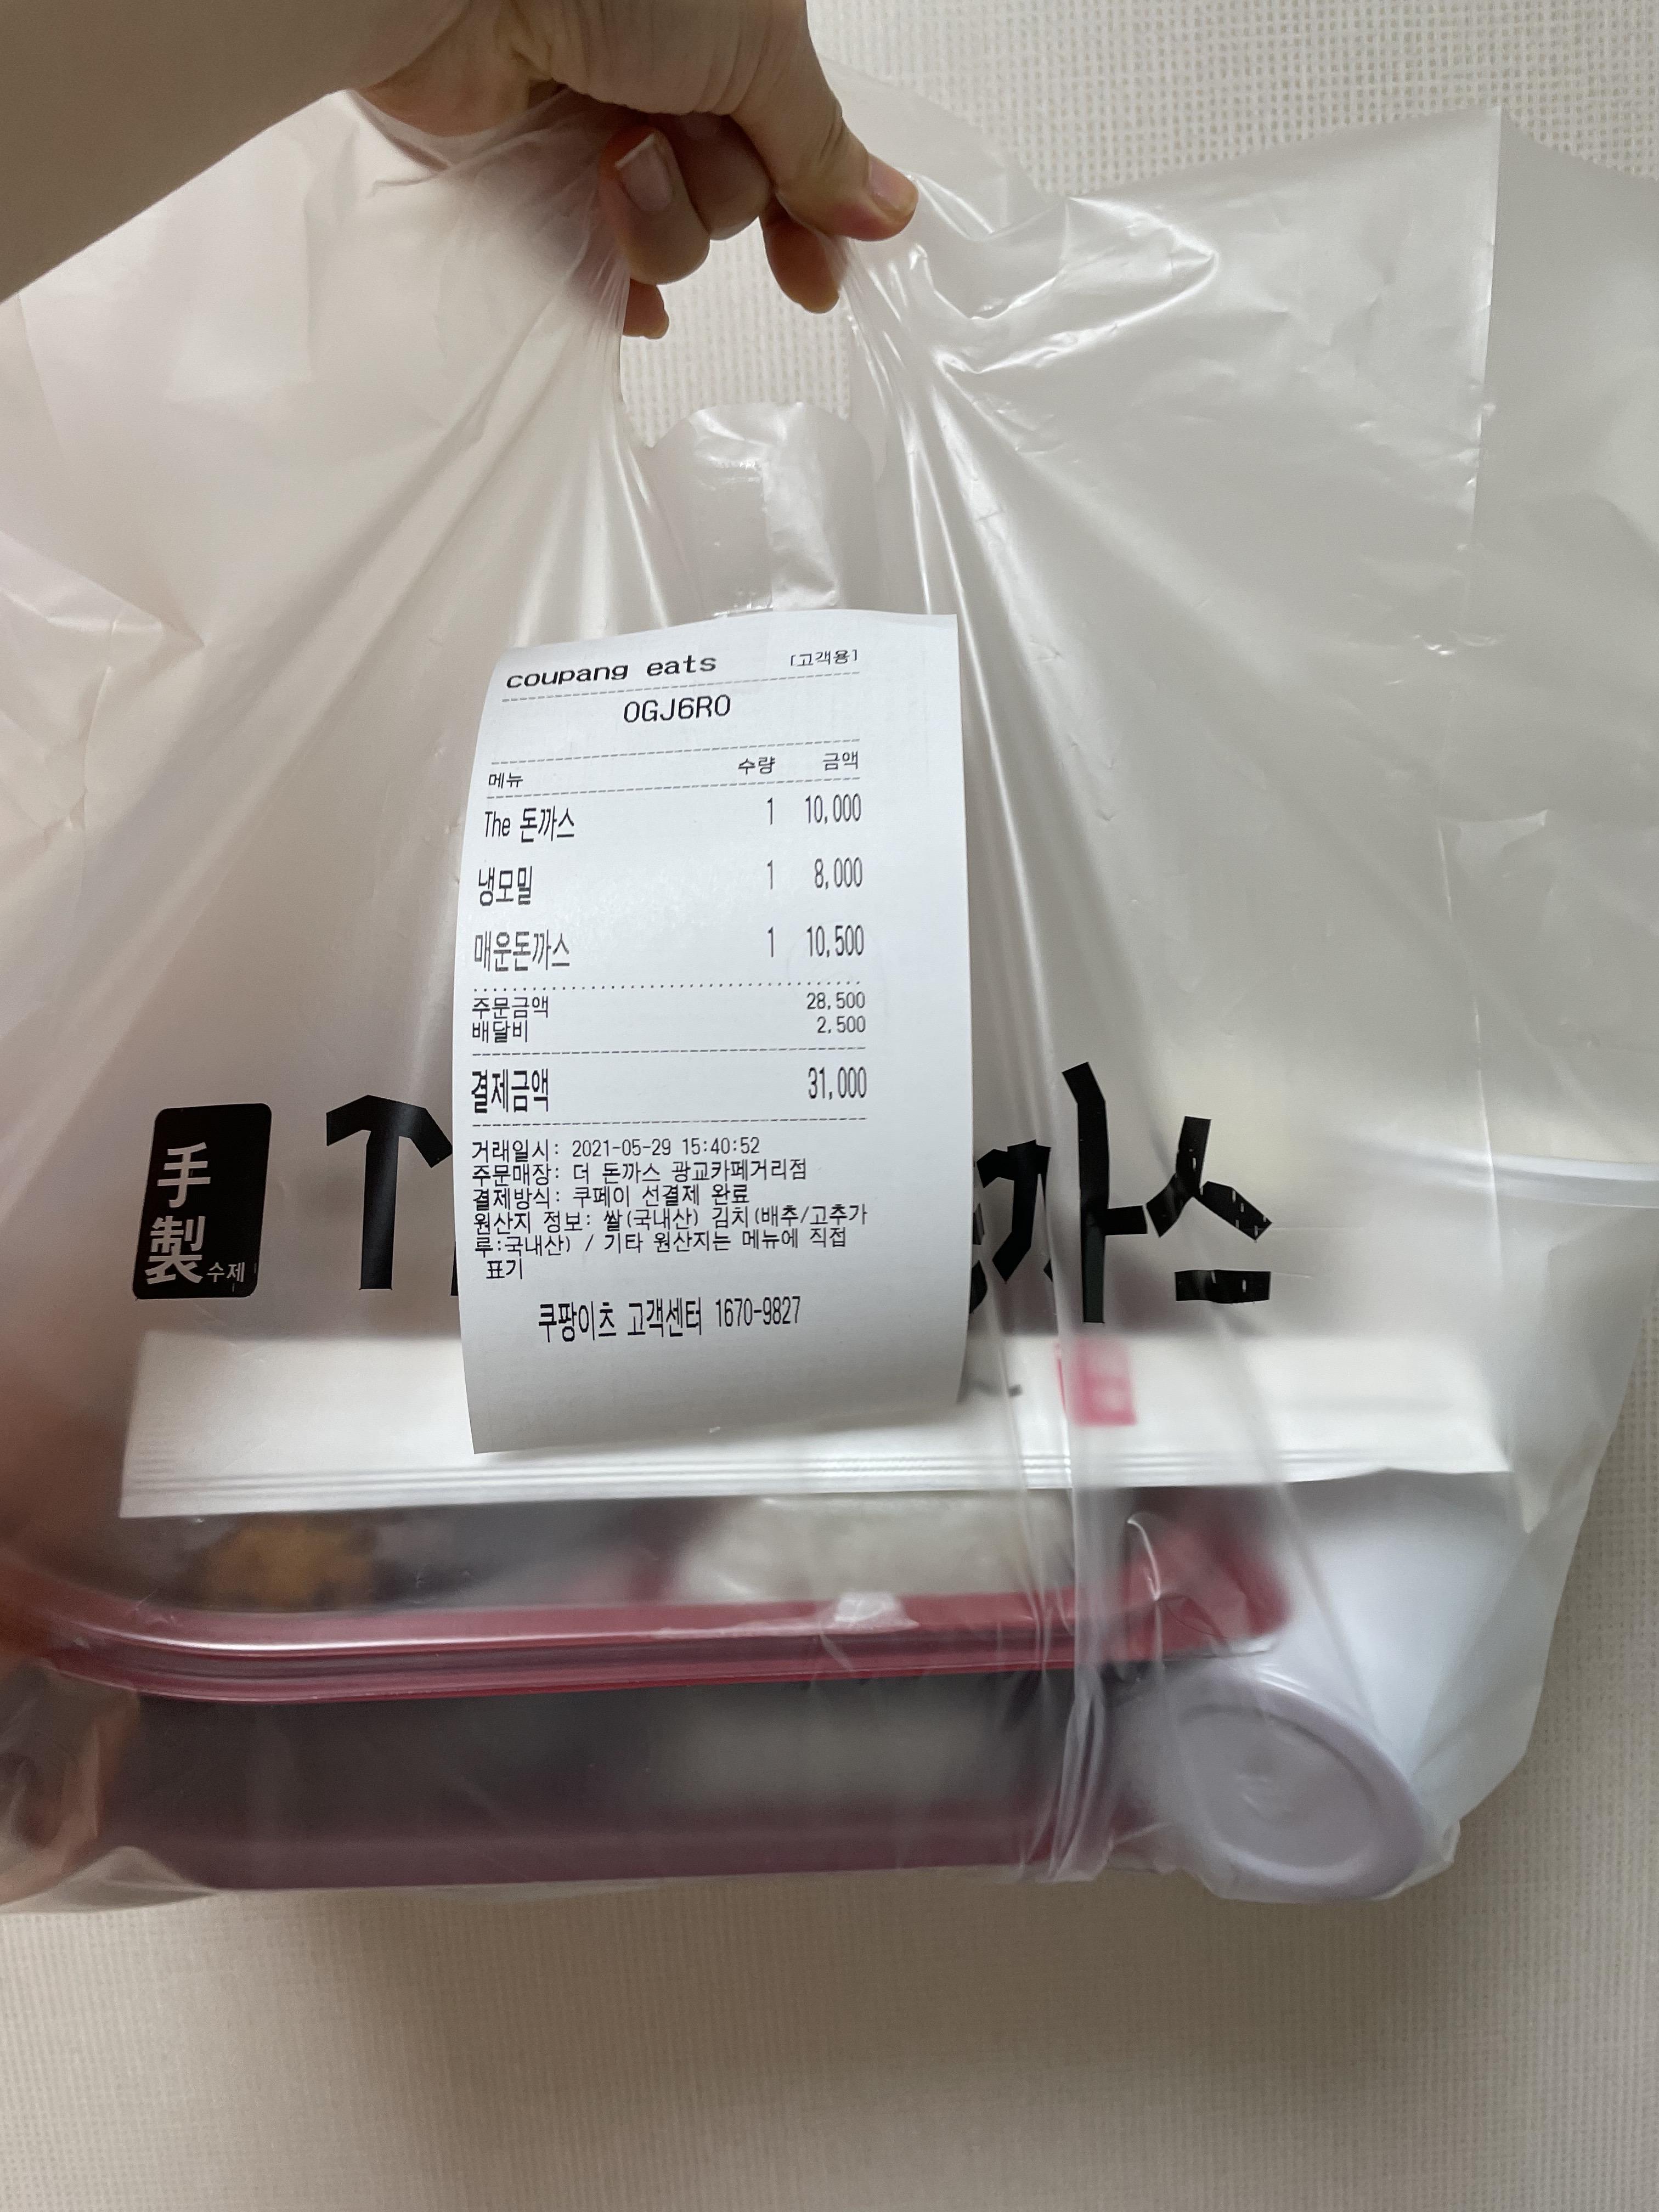 coupang eats [고객용]
0GJ6R0
메뉴 수량 금액
The 돈까스 1 10,000
냉모밀 1 8,000
매운돈까스 1 10,500
주문금액 28,500
배달비 2,500
결제금액 31,000
거래일시: 2021-05-29 15:40:52
주문매장: 더 돈까스 광교카페거리점
결제방식: 쿠페이 선결제 완료
원산지 정보: 쌀(국내산) 김치(배추/고추가
루:국내산) / 기타 원산지는 메뉴에 직접
표기
쿠팡이츠 고객센터 1670-9827
手
製 수제
까스